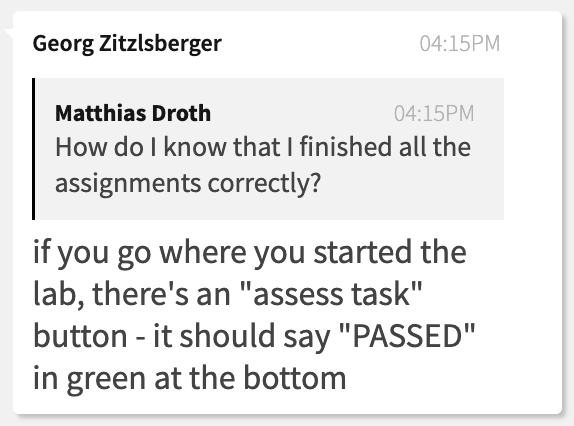 Georg Zitzlsberger 04:15PM
Matthias Droth 04:15PM
How do I know that I finished all the
assignments correctly?
if you go where you started the
lab, there's an "assess task"
button - it should say "PASSED"
in green at the bottom